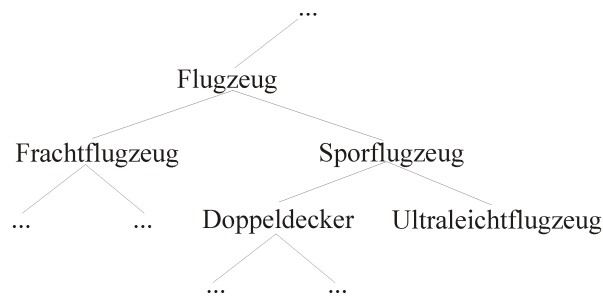 ...
Flugzeug
Frachtflugzeug Sporflugzeug
... ... Doppeldecker Ultraleichtflugzeug
... ...